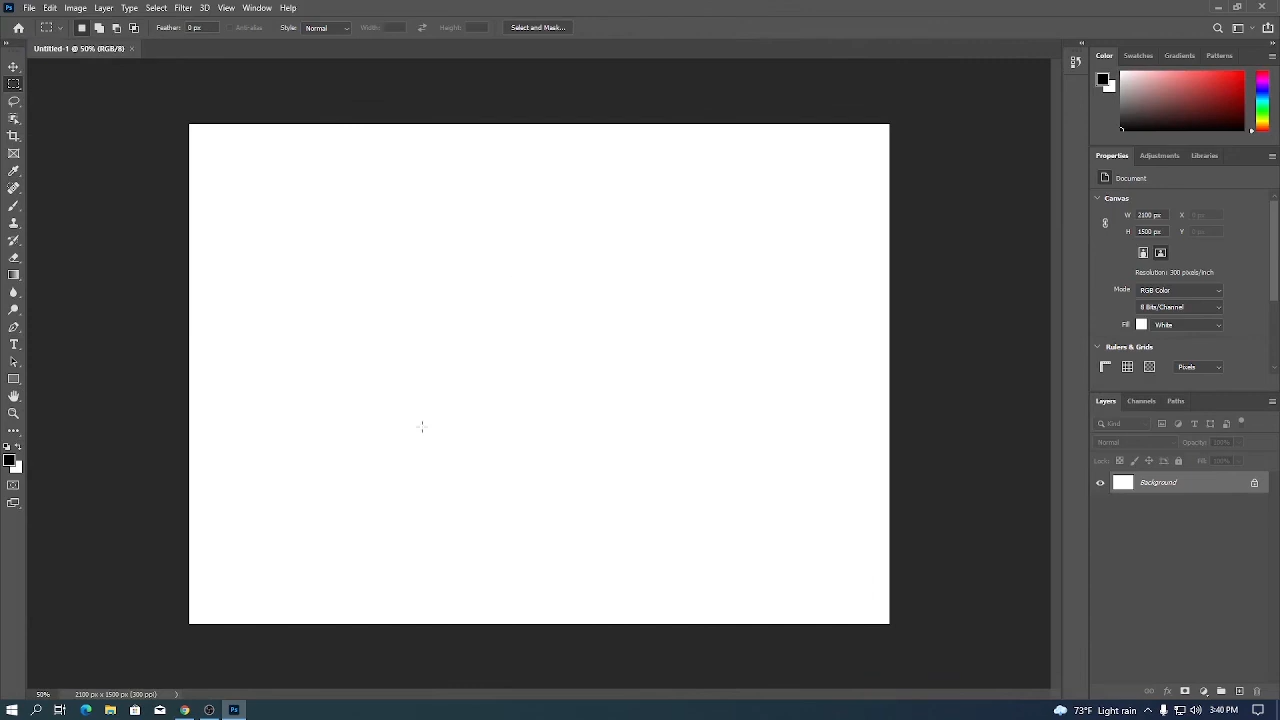 Ps File Edit Image Layer Type Select Filter 3D View Window Help
Feather: 0 px Anti-alias Style: Normal Width: Height: Select and Mask...
Untitled-1 @ 50% (RGB/8) ×
Color Swatches Gradients Patterns
Properties Adjustments Libraries
Document
Canvas
W 2100 px X 0 px
H 1500 px Y 0 px
Resolution: 300 pixels/inch
Mode RGB Color
8 Bits/Channel
Fill White
Rulers & Grids
Pixels
Layers Channels Paths
Kind
Normal Opacity: 100%
Lock: Fill: 100%
Background
fx
50% 2100 px x 1500 px (300 ppi)
Ps 73°F Light rain 3:40 PM